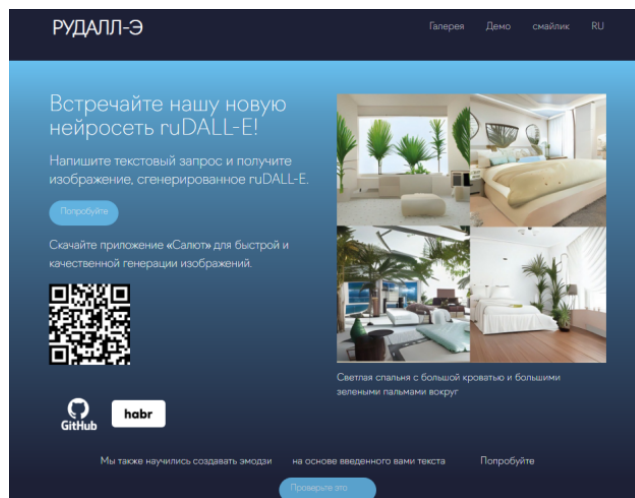 РУДАЛЛ-Э
Галерея Демо смайлик RU
Встречайте нашу новую
нейросеть ruDALL-E!
Напишите текстовый запрос и получите
изображение, сгенерированное ruDALL-E.
Попробуйте
Скачайте приложение «Салют» для быстрой и
качественной генерации изображений.
GitHub
habr
Светлая спальня с большой кроватью и большими
зелеными пальмами вокруг
Мы также научились создавать эмодзи на основе введенного вами текста Попробуйте
Проверьте это